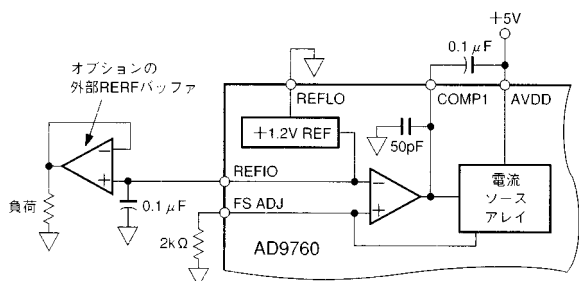 +5V
0.1μF
オプションの
外部RERFバッファ
REFLO
COMP1
AVDD
+1.2V REF
50pF
REFIO
負荷
0.1μF
FS ADJ
2kΩ
AD9760
電流
ソース
アレイ
−
+
−
+